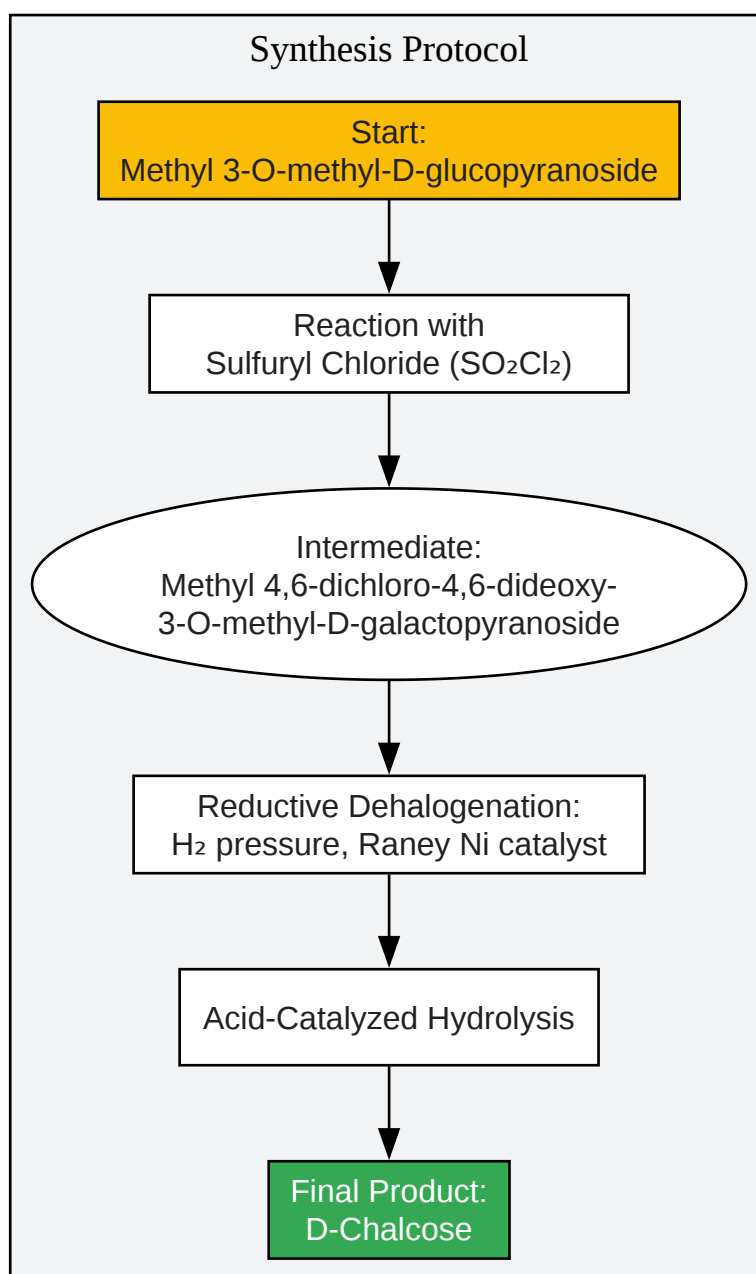 Synthesis Protocol
Start:
Methyl 3-O-methyl-D-glucopyranoside
Reaction with
Sulfuryl Chloride (SO₂Cl₂)
Intermediate:
Methyl 4,6-dichloro-4,6-dideoxy-
3-O-methyl-D-galactopyranoside
Reductive Dehalogenation:
H₂ pressure, Raney Ni catalyst
Acid-Catalyzed Hydrolysis
Final Product:
D-Chalcose